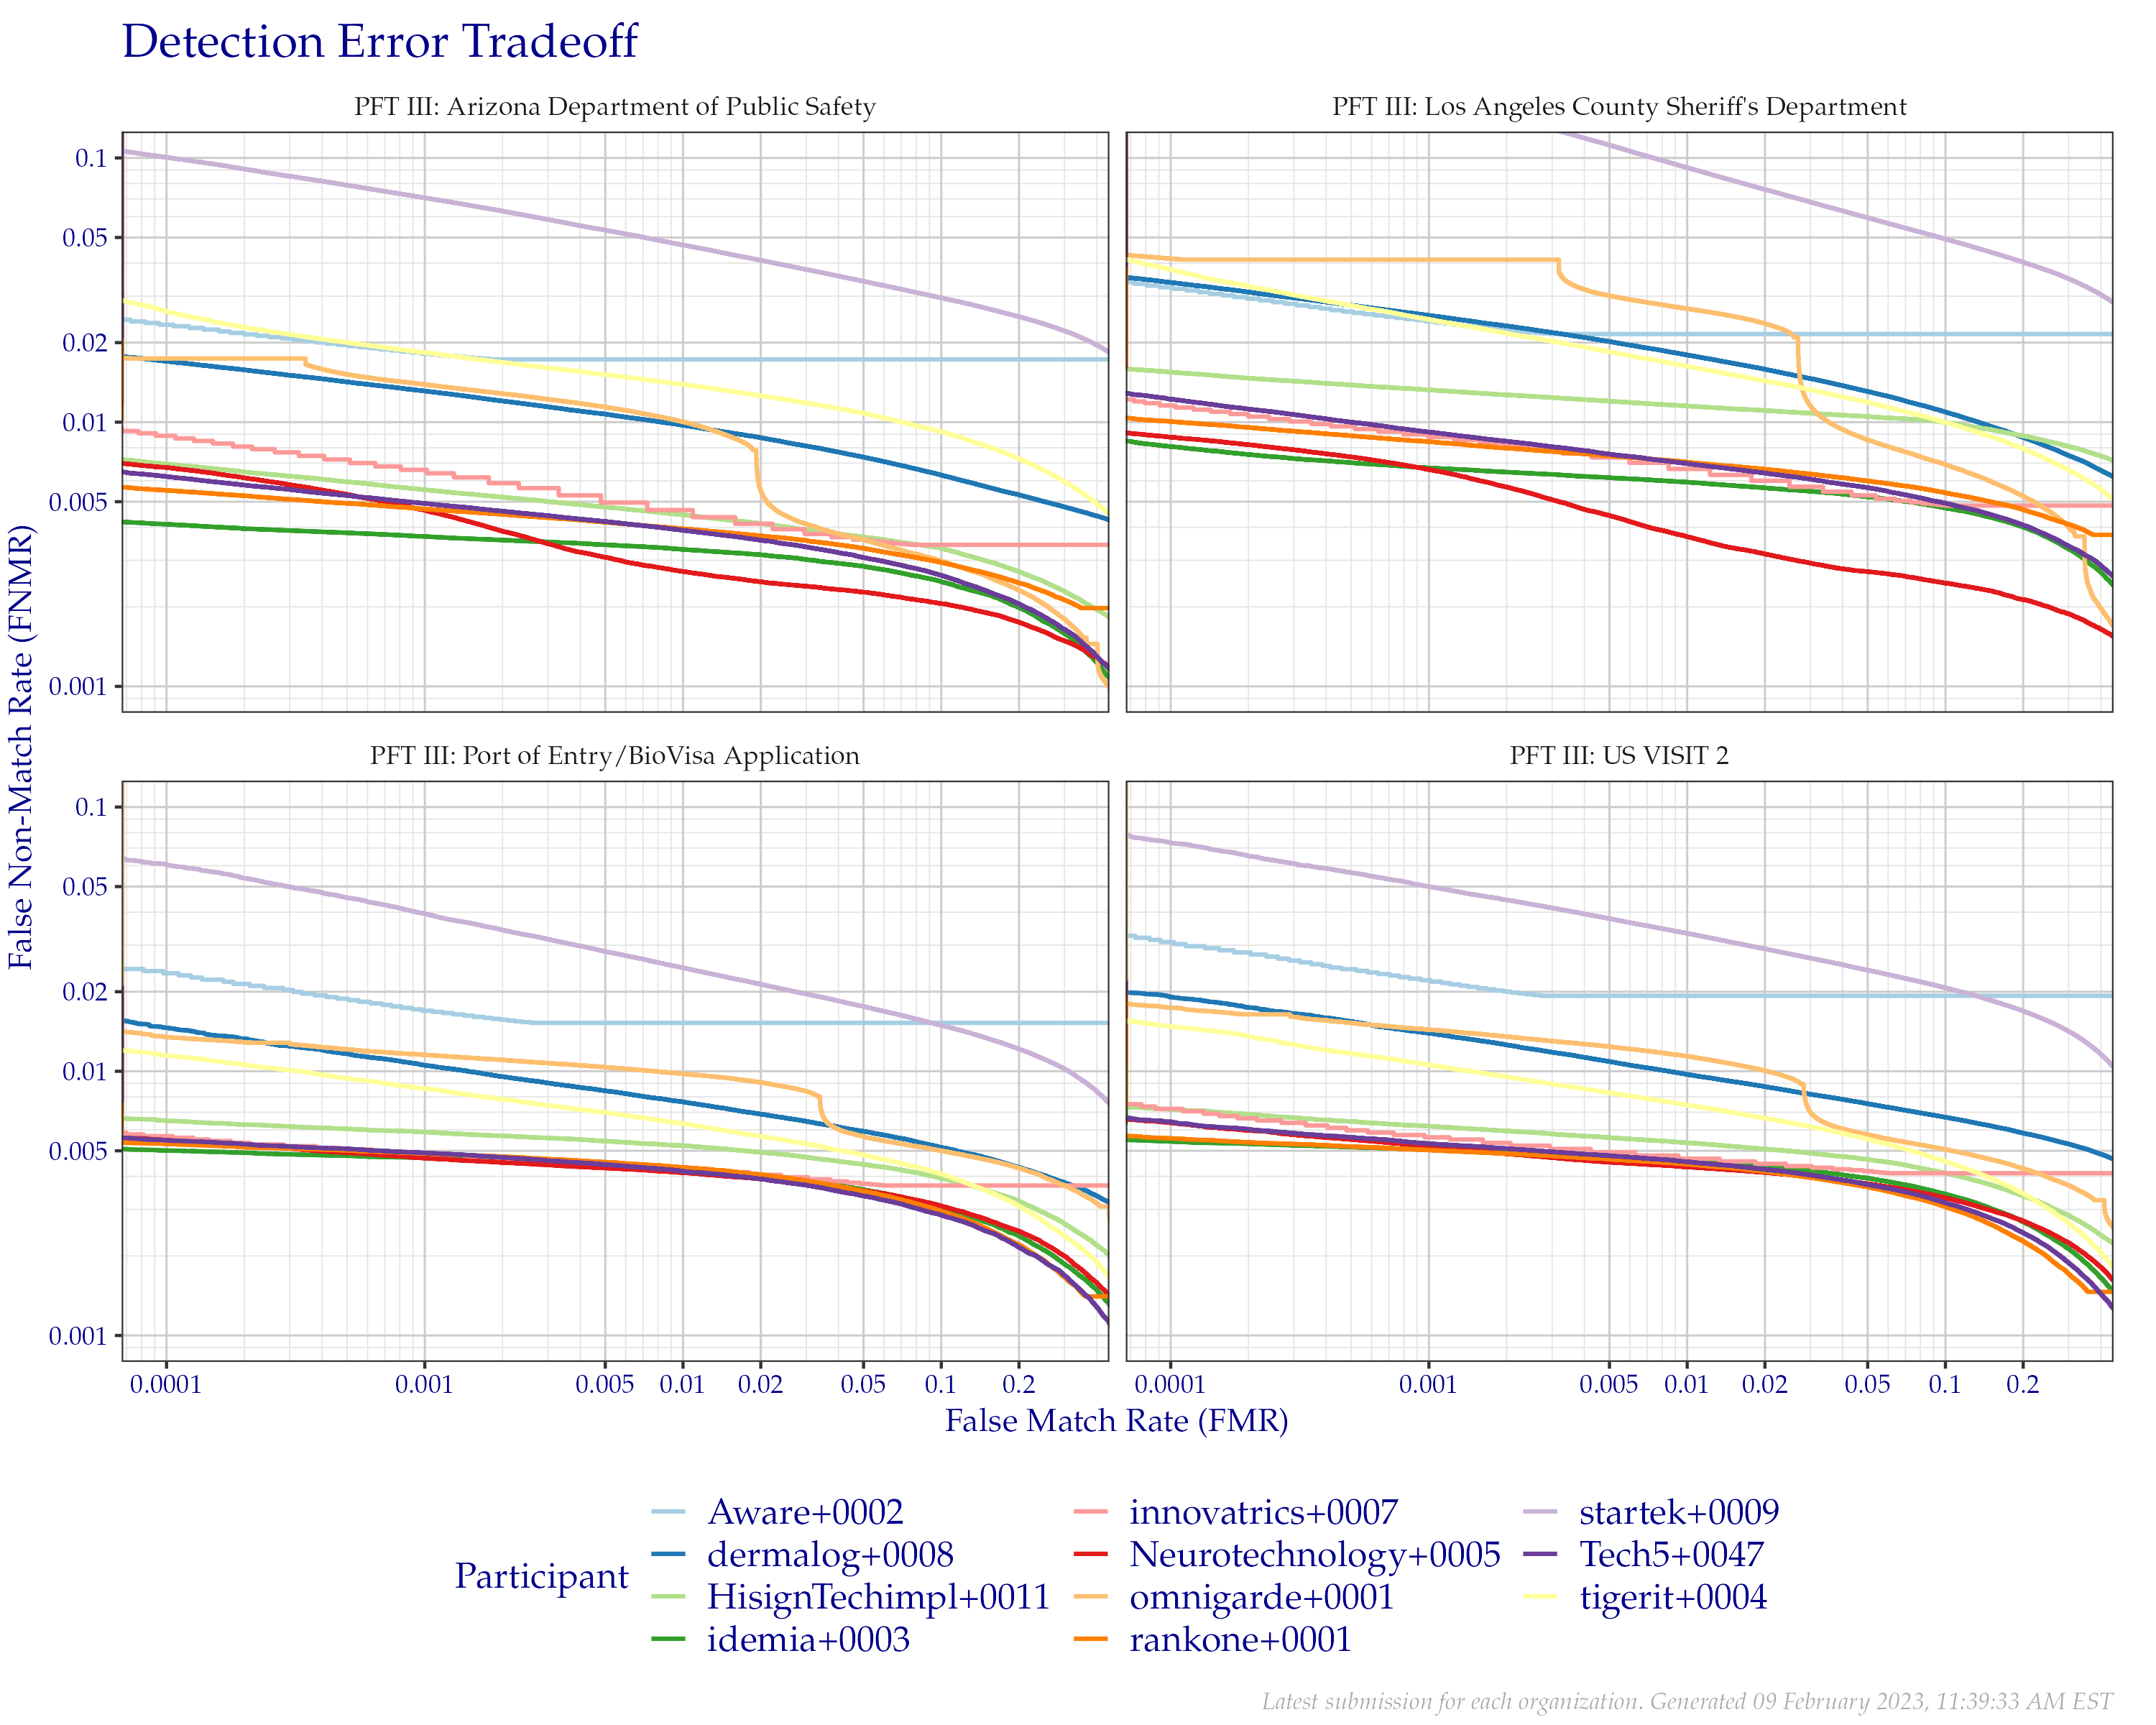 Detection Error Tradeoff
PFT III: Arizona Department of Public Safety
PFT III: Los Angeles County Sheriff's Department
0.1
0.05
0.02
0.01
0.005
0.001
PFT III: Port of Entry/BioVisa Application
PFT III: US VISIT 2
0.1
0.05
0.02
0.01
0.005
0.001
False Non-Match Rate (FNMR)
0.0001 0.001 0.005 0.01 0.02 0.05 0.1 0.2
0.0001 0.001 0.005 0.01 0.02 0.05 0.1 0.2
False Match Rate (FMR)
Participant
Aware+0002
dermalog+0008
HisignTechimpl+0011
idemia+0003
innovatrics+0007
Neurotechnology+0005
omnigarde+0001
rankone+0001
startek+0009
Tech5+0047
tigerit+0004
Latest submission for each organization. Generated 09 February 2023, 11:39:33 AM EST